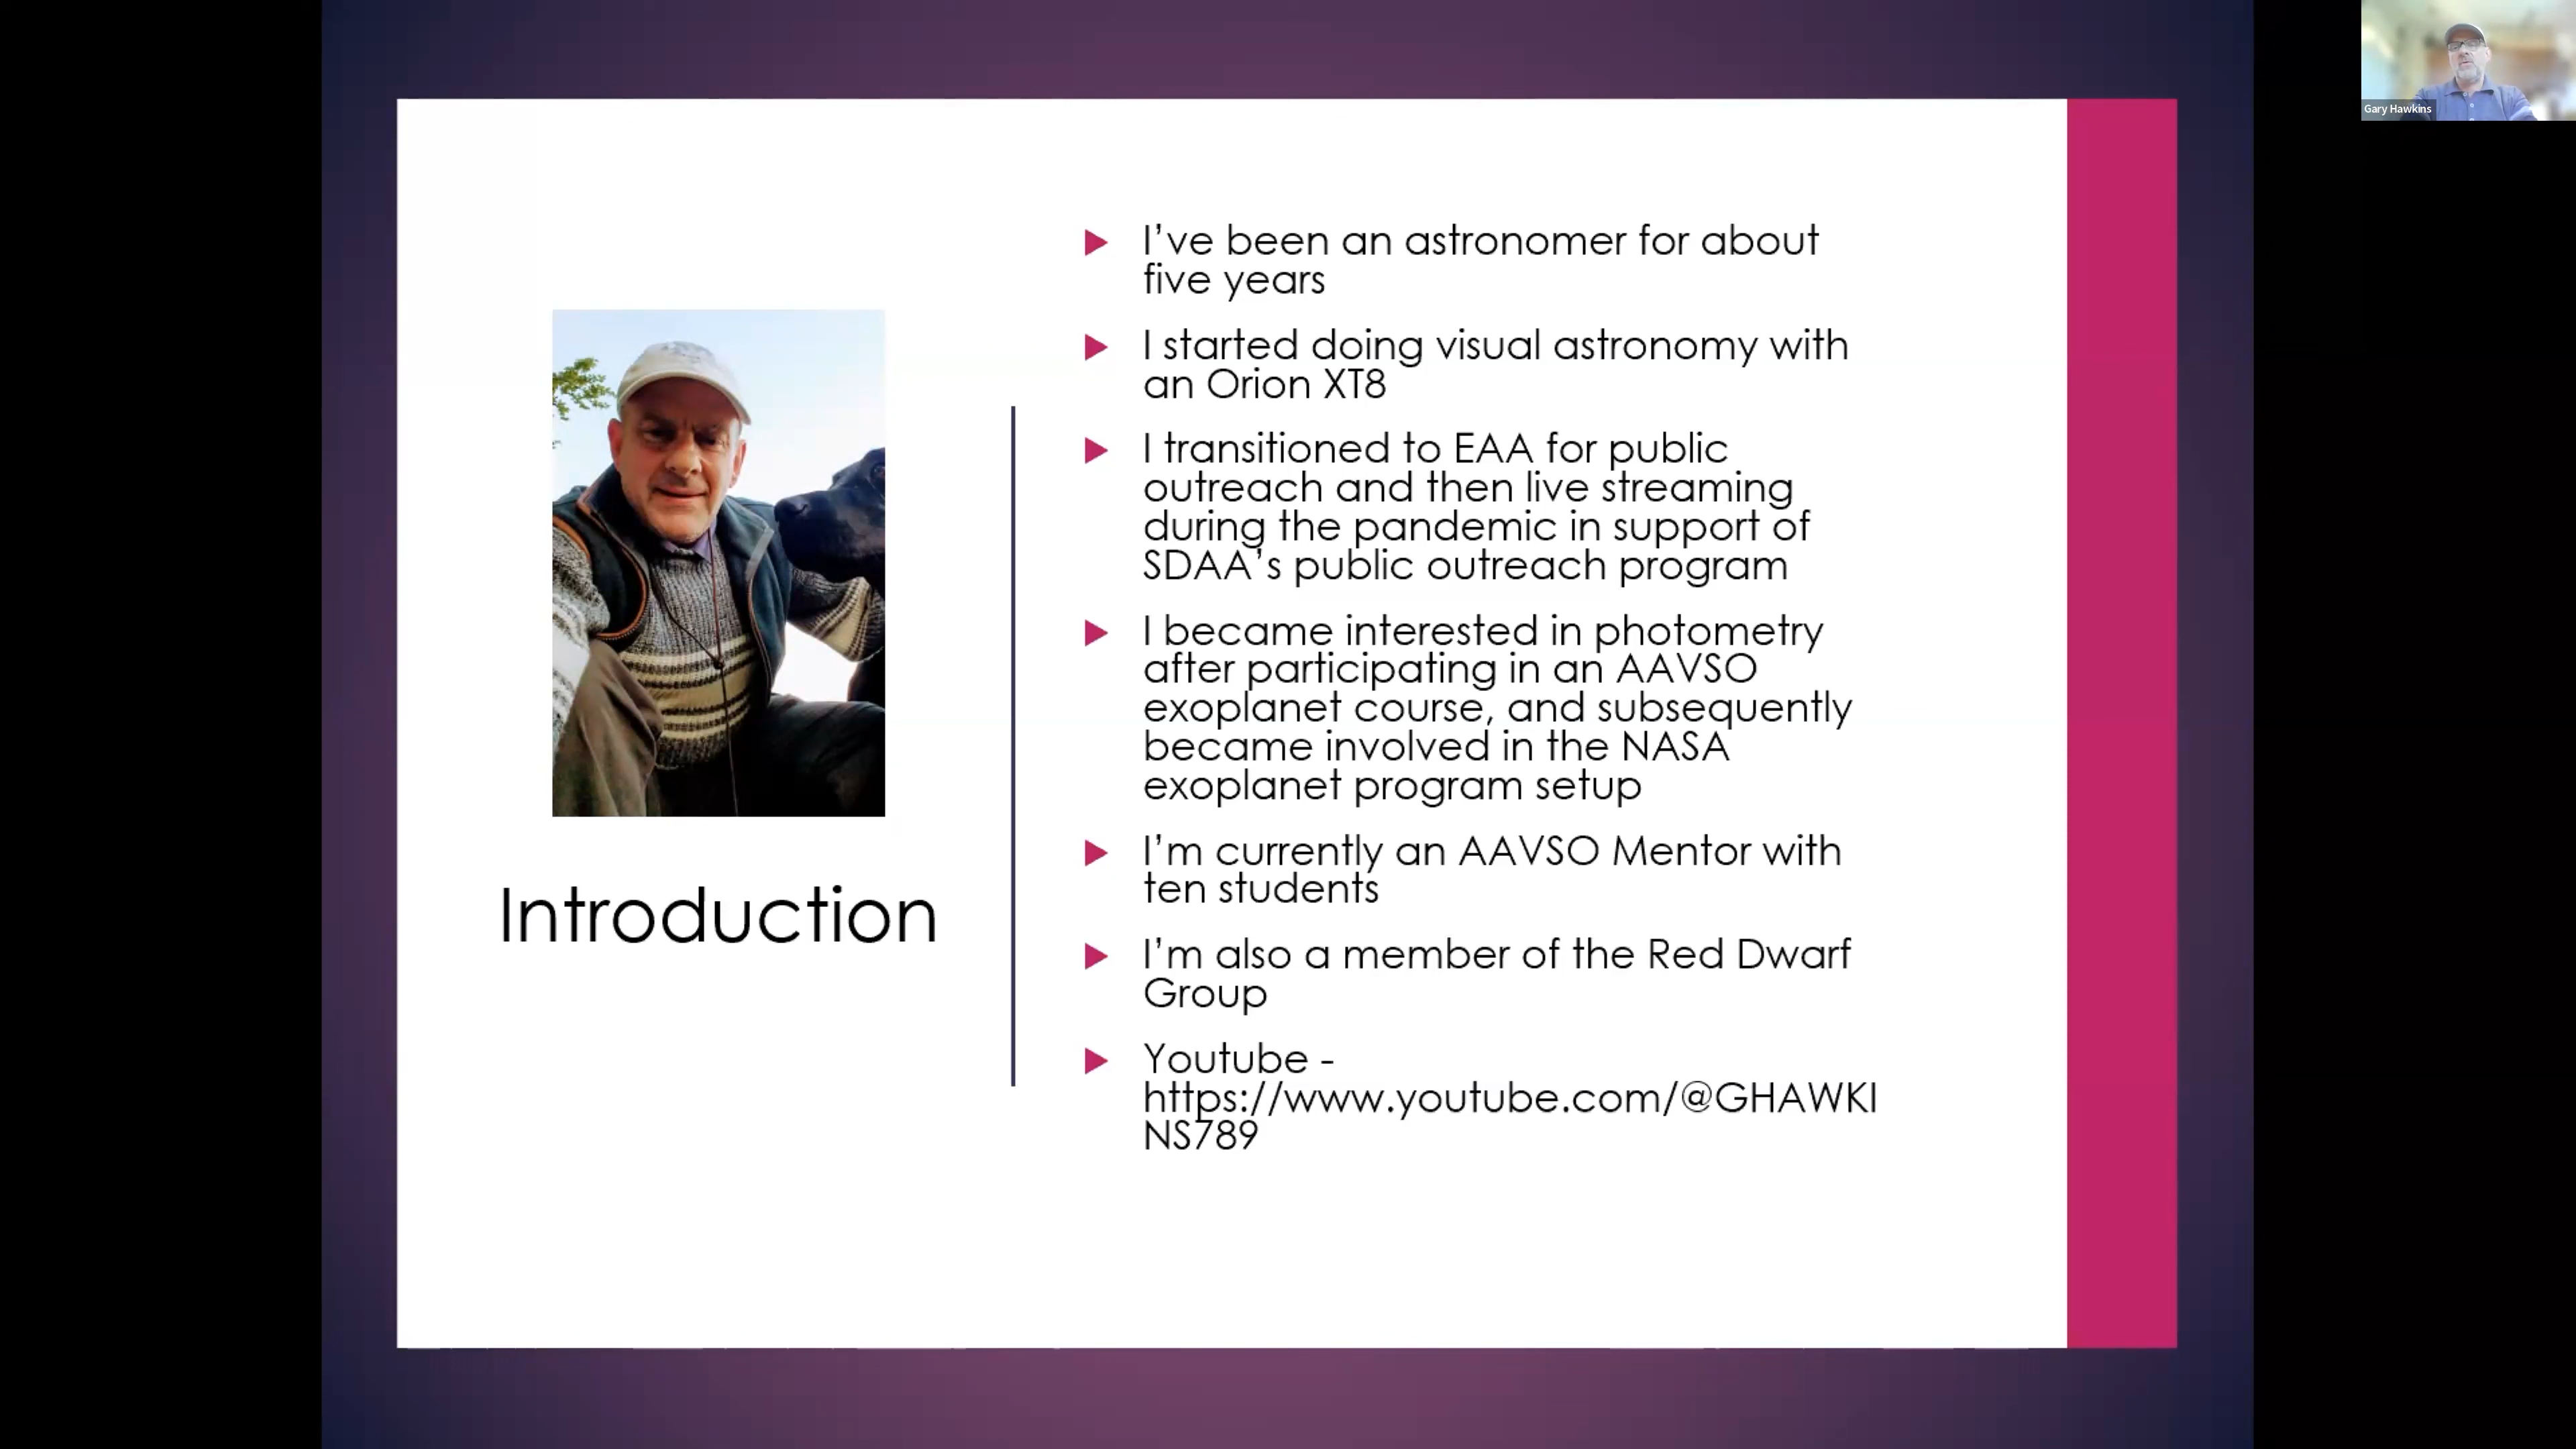 Gary Hawkins
I've been an astronomer for about
five years
I started doing visual astronomy with
an Orion XT8
I transitioned to EAA for public
outreach and then live streaming
during the pandemic in support of
SDAA's public outreach program
I became interested in photometry
after participating in an AAVSO
exoplanet course, and subsequently
became involved in the NASA
exoplanet program setup
I'm currently an AAVSO Mentor with
ten students
I'm also a member of the Red Dwarf
Group
Youtube -
https://www.youtube.com/@GHAWKI
NS789
Introduction